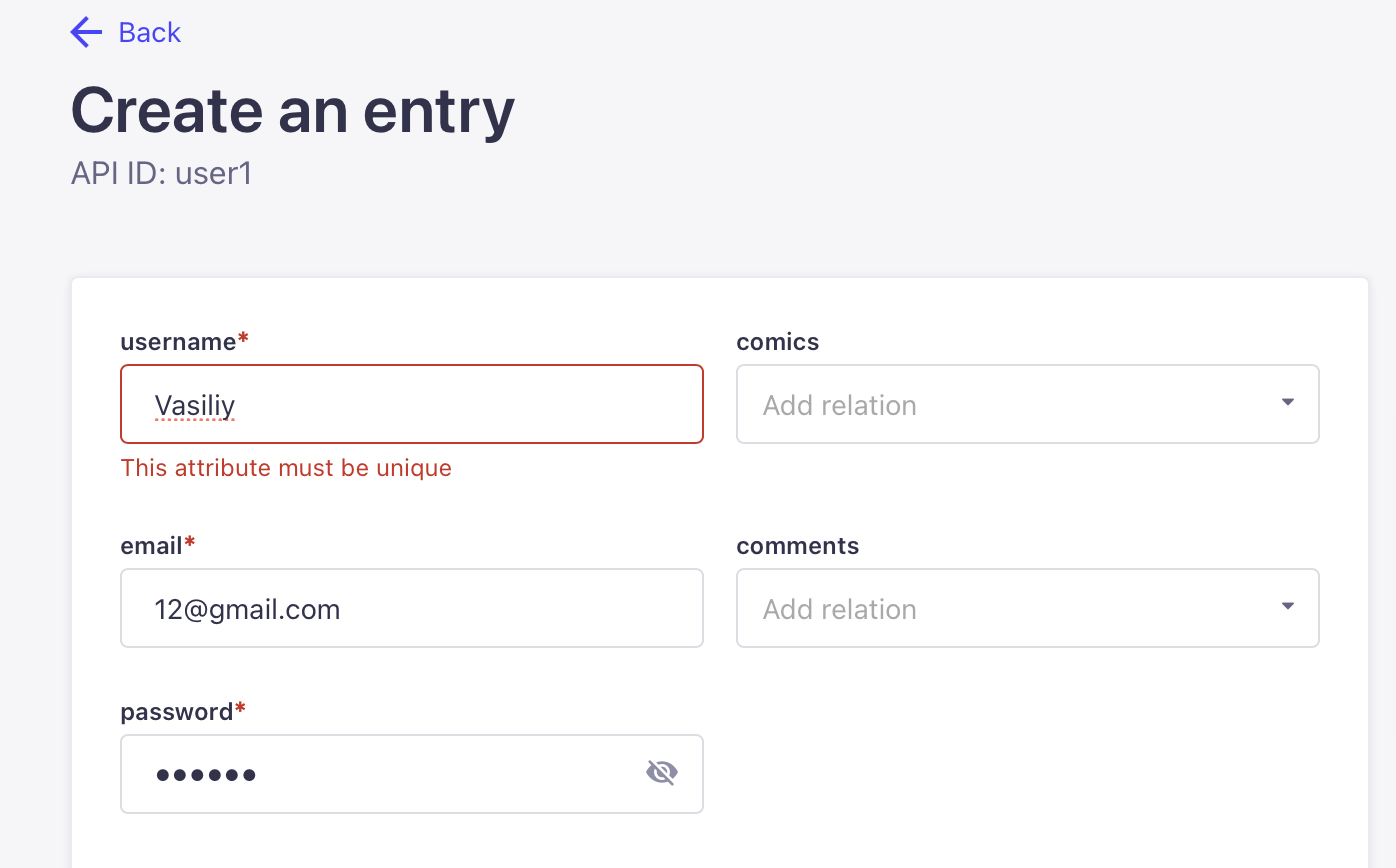 Back
Create an entry
API ID: user1
username*
Vasiliy
This attribute must be unique
comics
Add relation
email*
12@gmail.com
comments
Add relation
password*
••••••